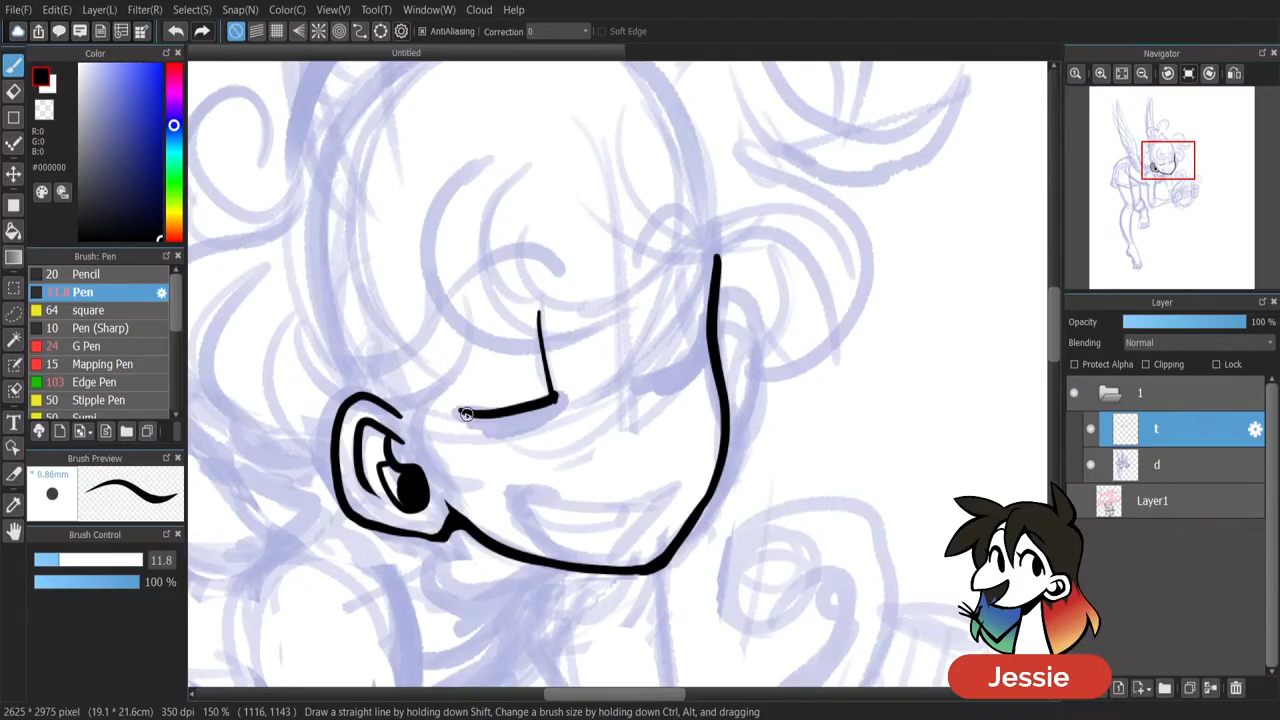 File(F) Edit(E) Layer(L) Filter(R) Select(S) Snap(N) Color(C) View(V) Tool(T) Window(W) Cloud Help
AntiAliasing Correction 0 Soft Edge
Color
Untitled
Navigator
R:0
G:0
B:0
#000000
Brush: Pen
20 Pencil
11.8 Pen
64 square
10 Pen (Sharp)
24 G Pen
15 Mapping Pen
103 Edge Pen
50 Stipple Pen
50 Sumi
Brush Preview
* 0.86mm
Brush Control
11.8
100 %
Layer
Opacity 100 %
Blending Normal
Protect Alpha Clipping Lock
1
t
d
Layer1
T
Jessie
2625 * 2975 pixel (19.1 * 21.6cm) 350 dpi 150 % ( 1116, 1143 ) Draw a straight line by holding down Shift, Change a brush size by holding down Ctrl, Alt, and dragging